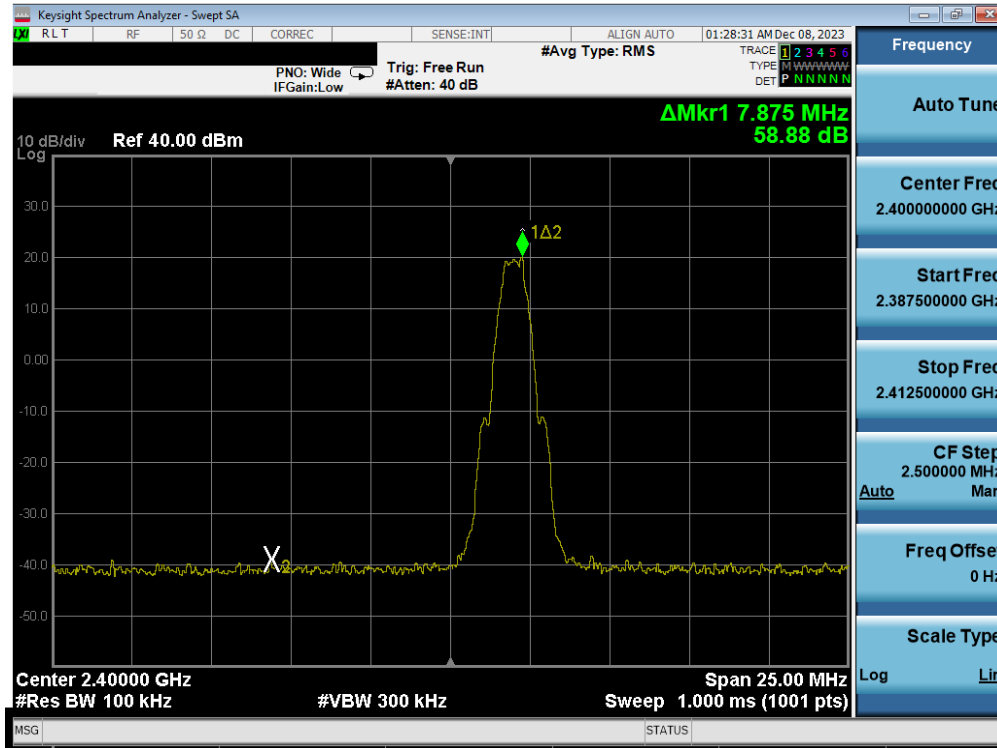 Keysight Spectrum Analyzer - Swept SA
LXI RLT RF 50 Ω DC CORREC SENSE:INT ALIGN AUTO 01:28:31 AM Dec 08, 2023
#Avg Type: RMS
TRACE 1 2 3 4 5 6
TYPE M WWWWW
DET P N N N N N
PNO: Wide
IFGain:Low
Trig: Free Run
#Atten: 40 dB
ΔMkr1 7.875 MHz
58.88 dB
10 dB/div
Log
Ref 40.00 dBm
30.0
20.0
10.0
0.00
-10.0
-20.0
-30.0
-40.0
-50.0
1Δ2
X2
Center 2.40000 GHz
Span 25.00 MHz
#Res BW 100 kHz
#VBW 300 kHz
Sweep 1.000 ms (1001 pts)
MSG
STATUS
Frequency
Auto Tune
Center Freq
2.400000000 GHz
Start Freq
2.387500000 GHz
Stop Freq
2.412500000 GHz
CF Step
2.500000 MHz
Auto Man
Freq Offset
0 Hz
Scale Type
Log Lin